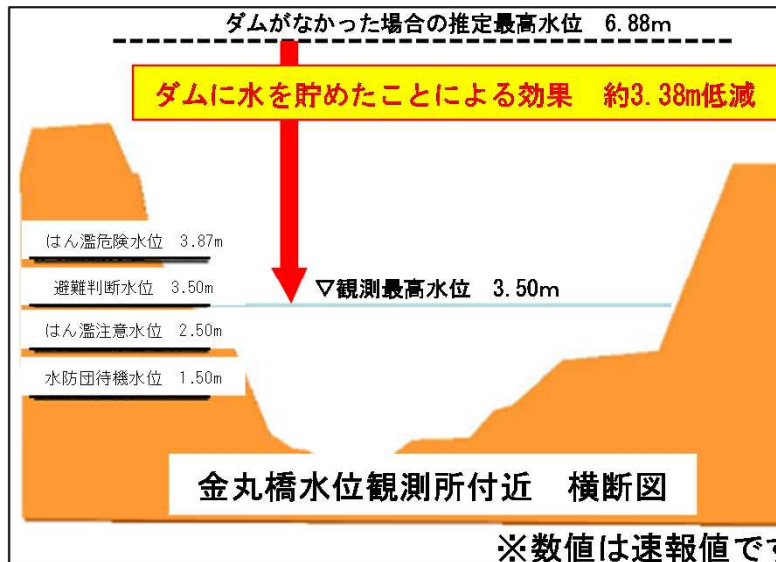 ダムがなかった場合の推定最高水位　6.88m
ダムに水を貯めたことによる効果　約3.38m低減
はん濫危険水位　3.87m
避難判断水位　3.50m
▽観測最高水位　3.50m
はん濫注意水位　2.50m
水防団待機水位　1.50m
金丸橋水位観測所付近　横断図
※数値は速報値です